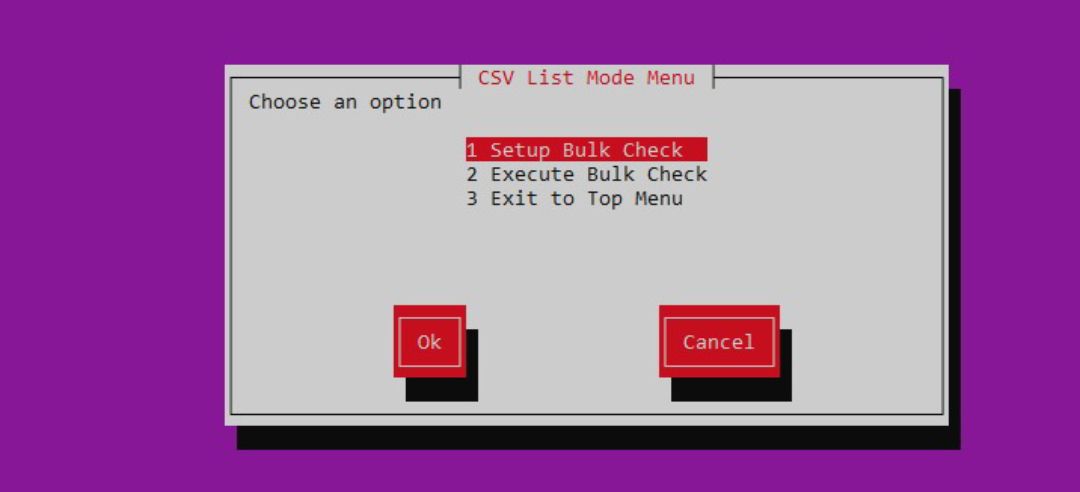 CSV List Mode Menu
Choose an option
1 Setup Bulk Check
2 Execute Bulk Check
3 Exit to Top Menu
Ok Cancel